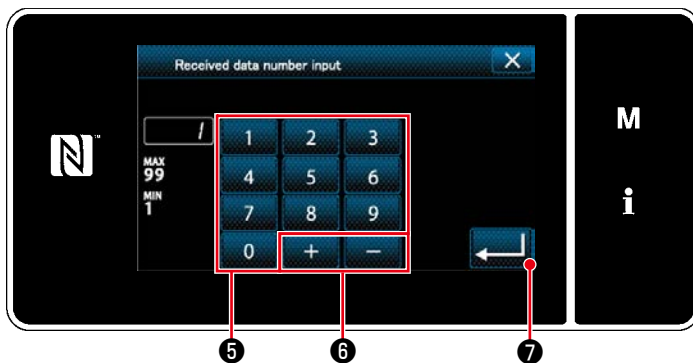 Received data number input
X
M
1
1 2 3
MAX
99
4 5 6
MIN
1
7 8 9
i
0 + −
N™
❺ ❻ ❼